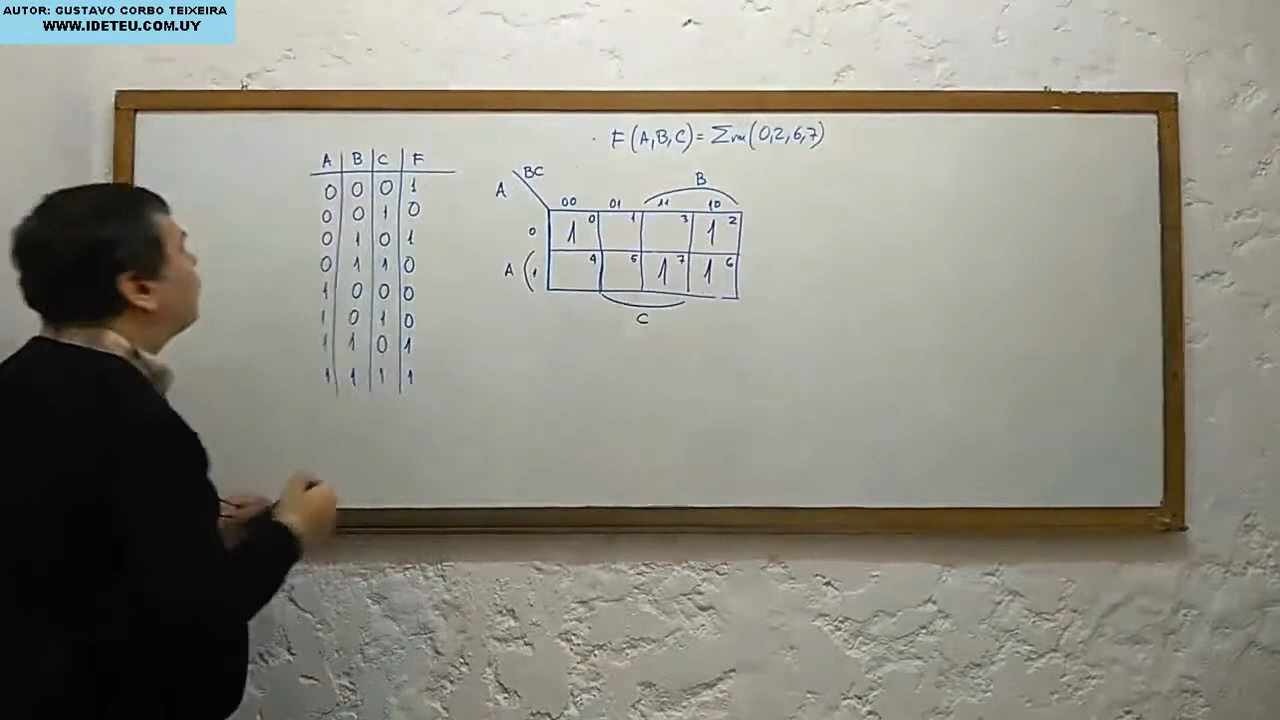 AUTOR: GUSTAVO CORBO TEIXEIRA
WWW.IDETEU.COM.UY
F(A,B,C)=Σm(0,2,6,7)
A B C F
0 0 0 1
0 0 1 0
0 1 0 1
0 1 1 0
1 0 0 0
1 0 1 0
1 1 0 1
1 1 1 1
BC
A
B
00 01 11 10
0 1 0 1 3 1 2
A 1 4 5 1 7 1 6
C